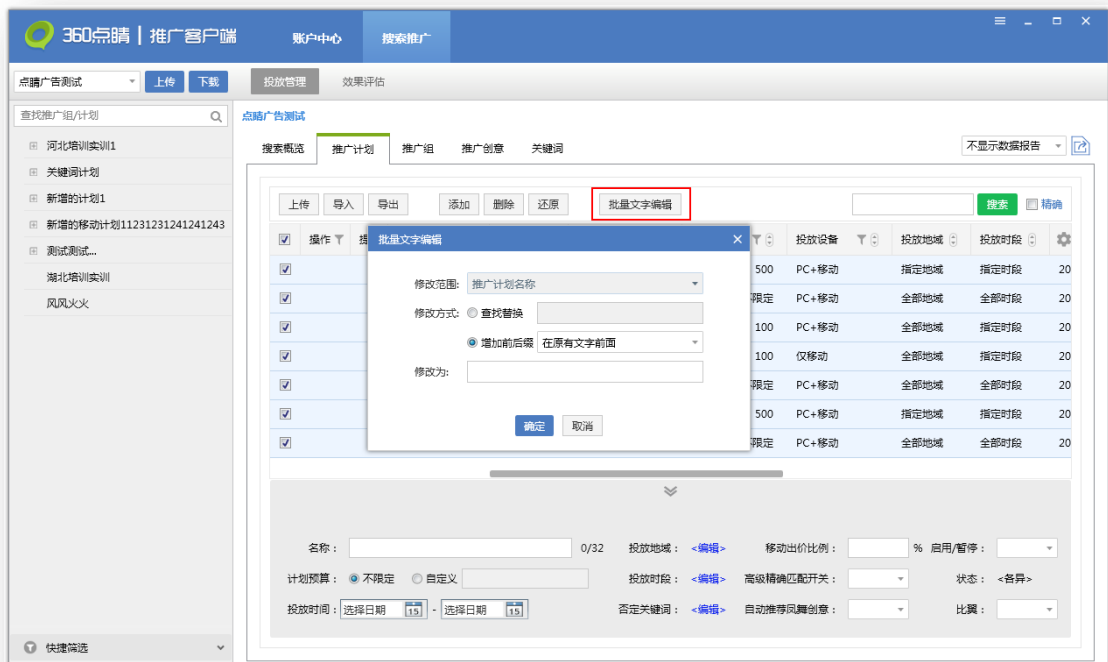 360点睛 | 推广客户端
账户中心
搜索推广
点睛广告测试
上传
下载
投放管理
效果评估
查找推广组/计划
河北培训实训1
关键词计划
新增的计划1
新增的移动计划11231231241241243
测试测试...
湖北培训实训
风风火火
快捷筛选
点睛广告测试
搜索概览
推广计划
推广组
推广创意
关键词
不显示数据报告
上传
导入
导出
添加
删除
还原
批量文字编辑
搜索
精确
操作
投放设备
投放地域
投放时段
500 PC+移动 指定地域 指定时段 20
限定 PC+移动 全部地域 全部时段 20
100 PC+移动 全部地域 指定时段 20
100 仅移动 全部地域 指定时段 20
限定 PC+移动 全部地域 全部时段 20
500 PC+移动 指定地域 指定时段 20
限定 PC+移动 全部地域 全部时段 20
批量文字编辑
修改范围: 推广计划名称
修改方式: 查找替换
增加前后缀 在原有文字前面
修改为:
确定
取消
名称： 0/32 投放地域： <编辑> 移动出价比例： % 启用/暂停：
计划预算： 不限定 自定义 投放时段： <编辑> 高级精确匹配开关： 状态： <各异>
投放时间： 选择日期 15 - 选择日期 15 否定关键词： <编辑> 自动推荐凤舞创意： 比翼：